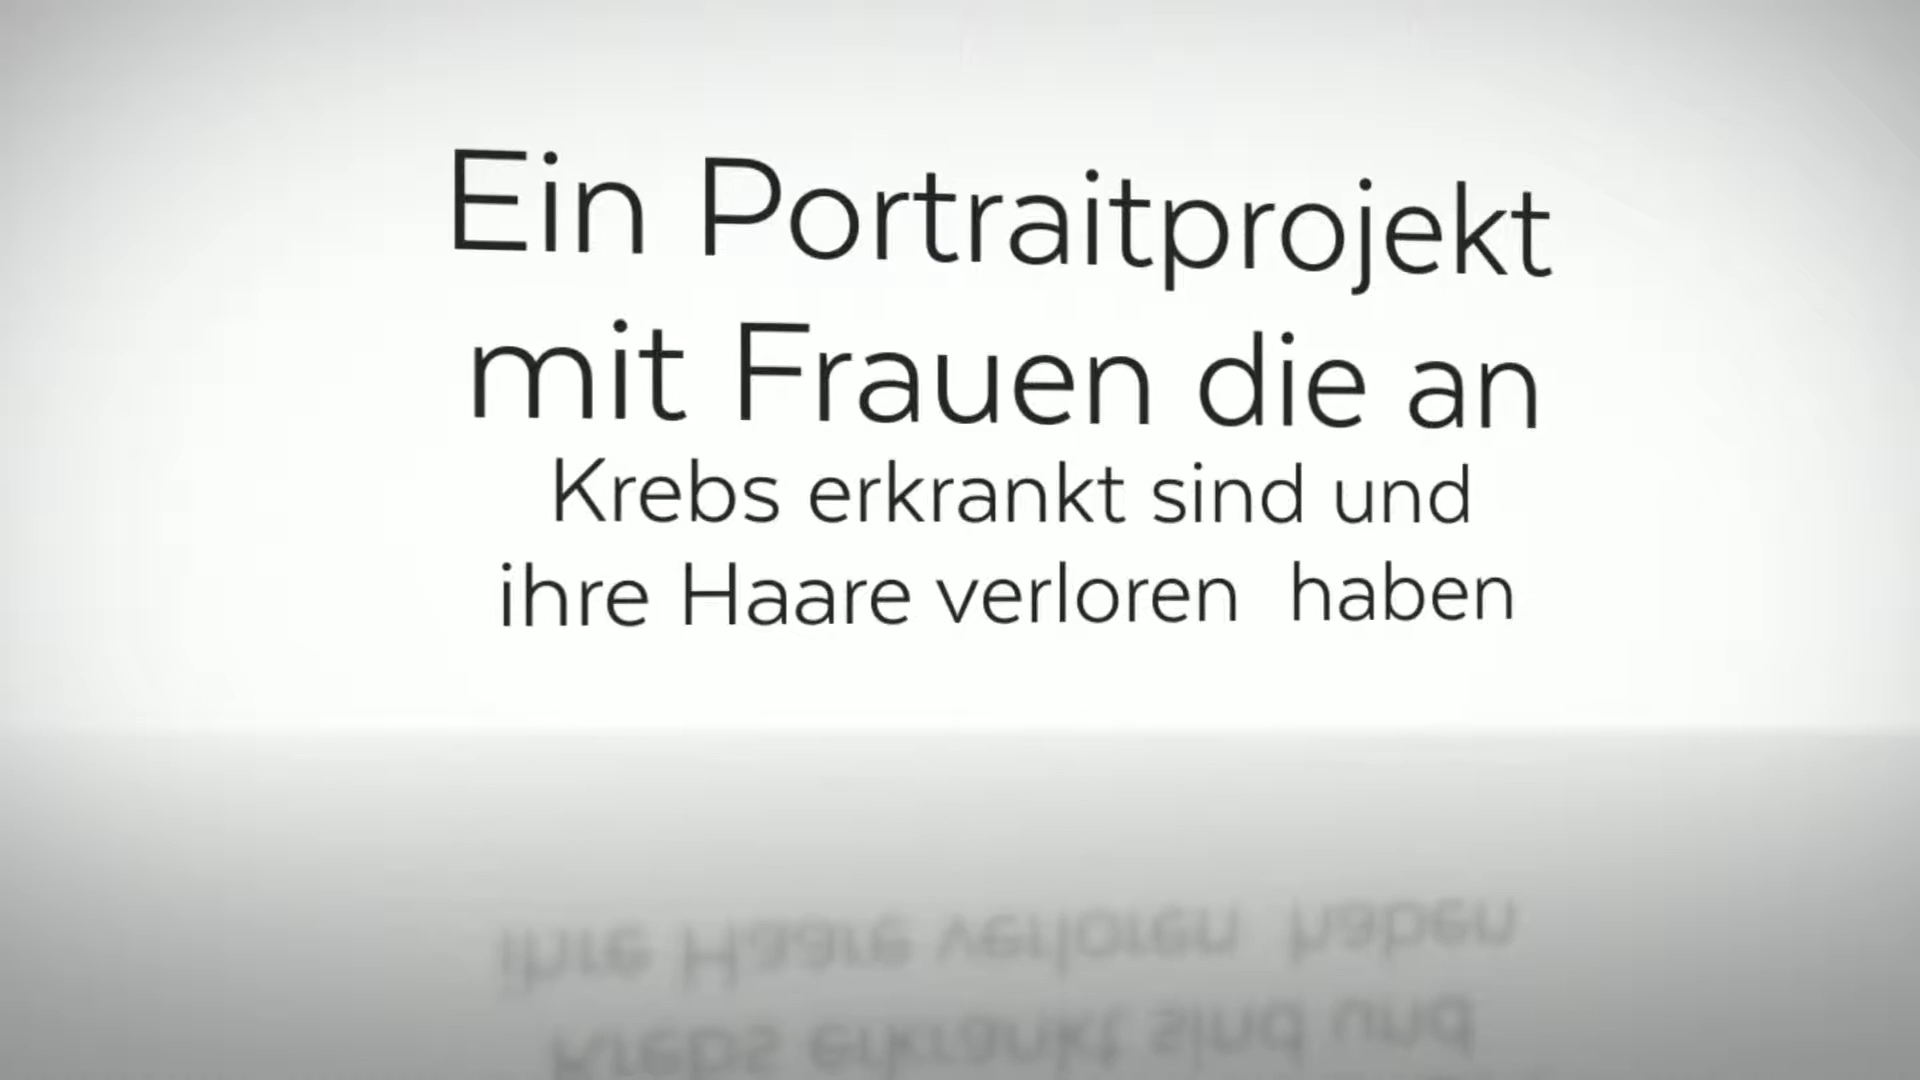 Ein Portraitprojekt
mit Frauen die an
Krebs erkrankt sind und
ihre Haare verloren  haben